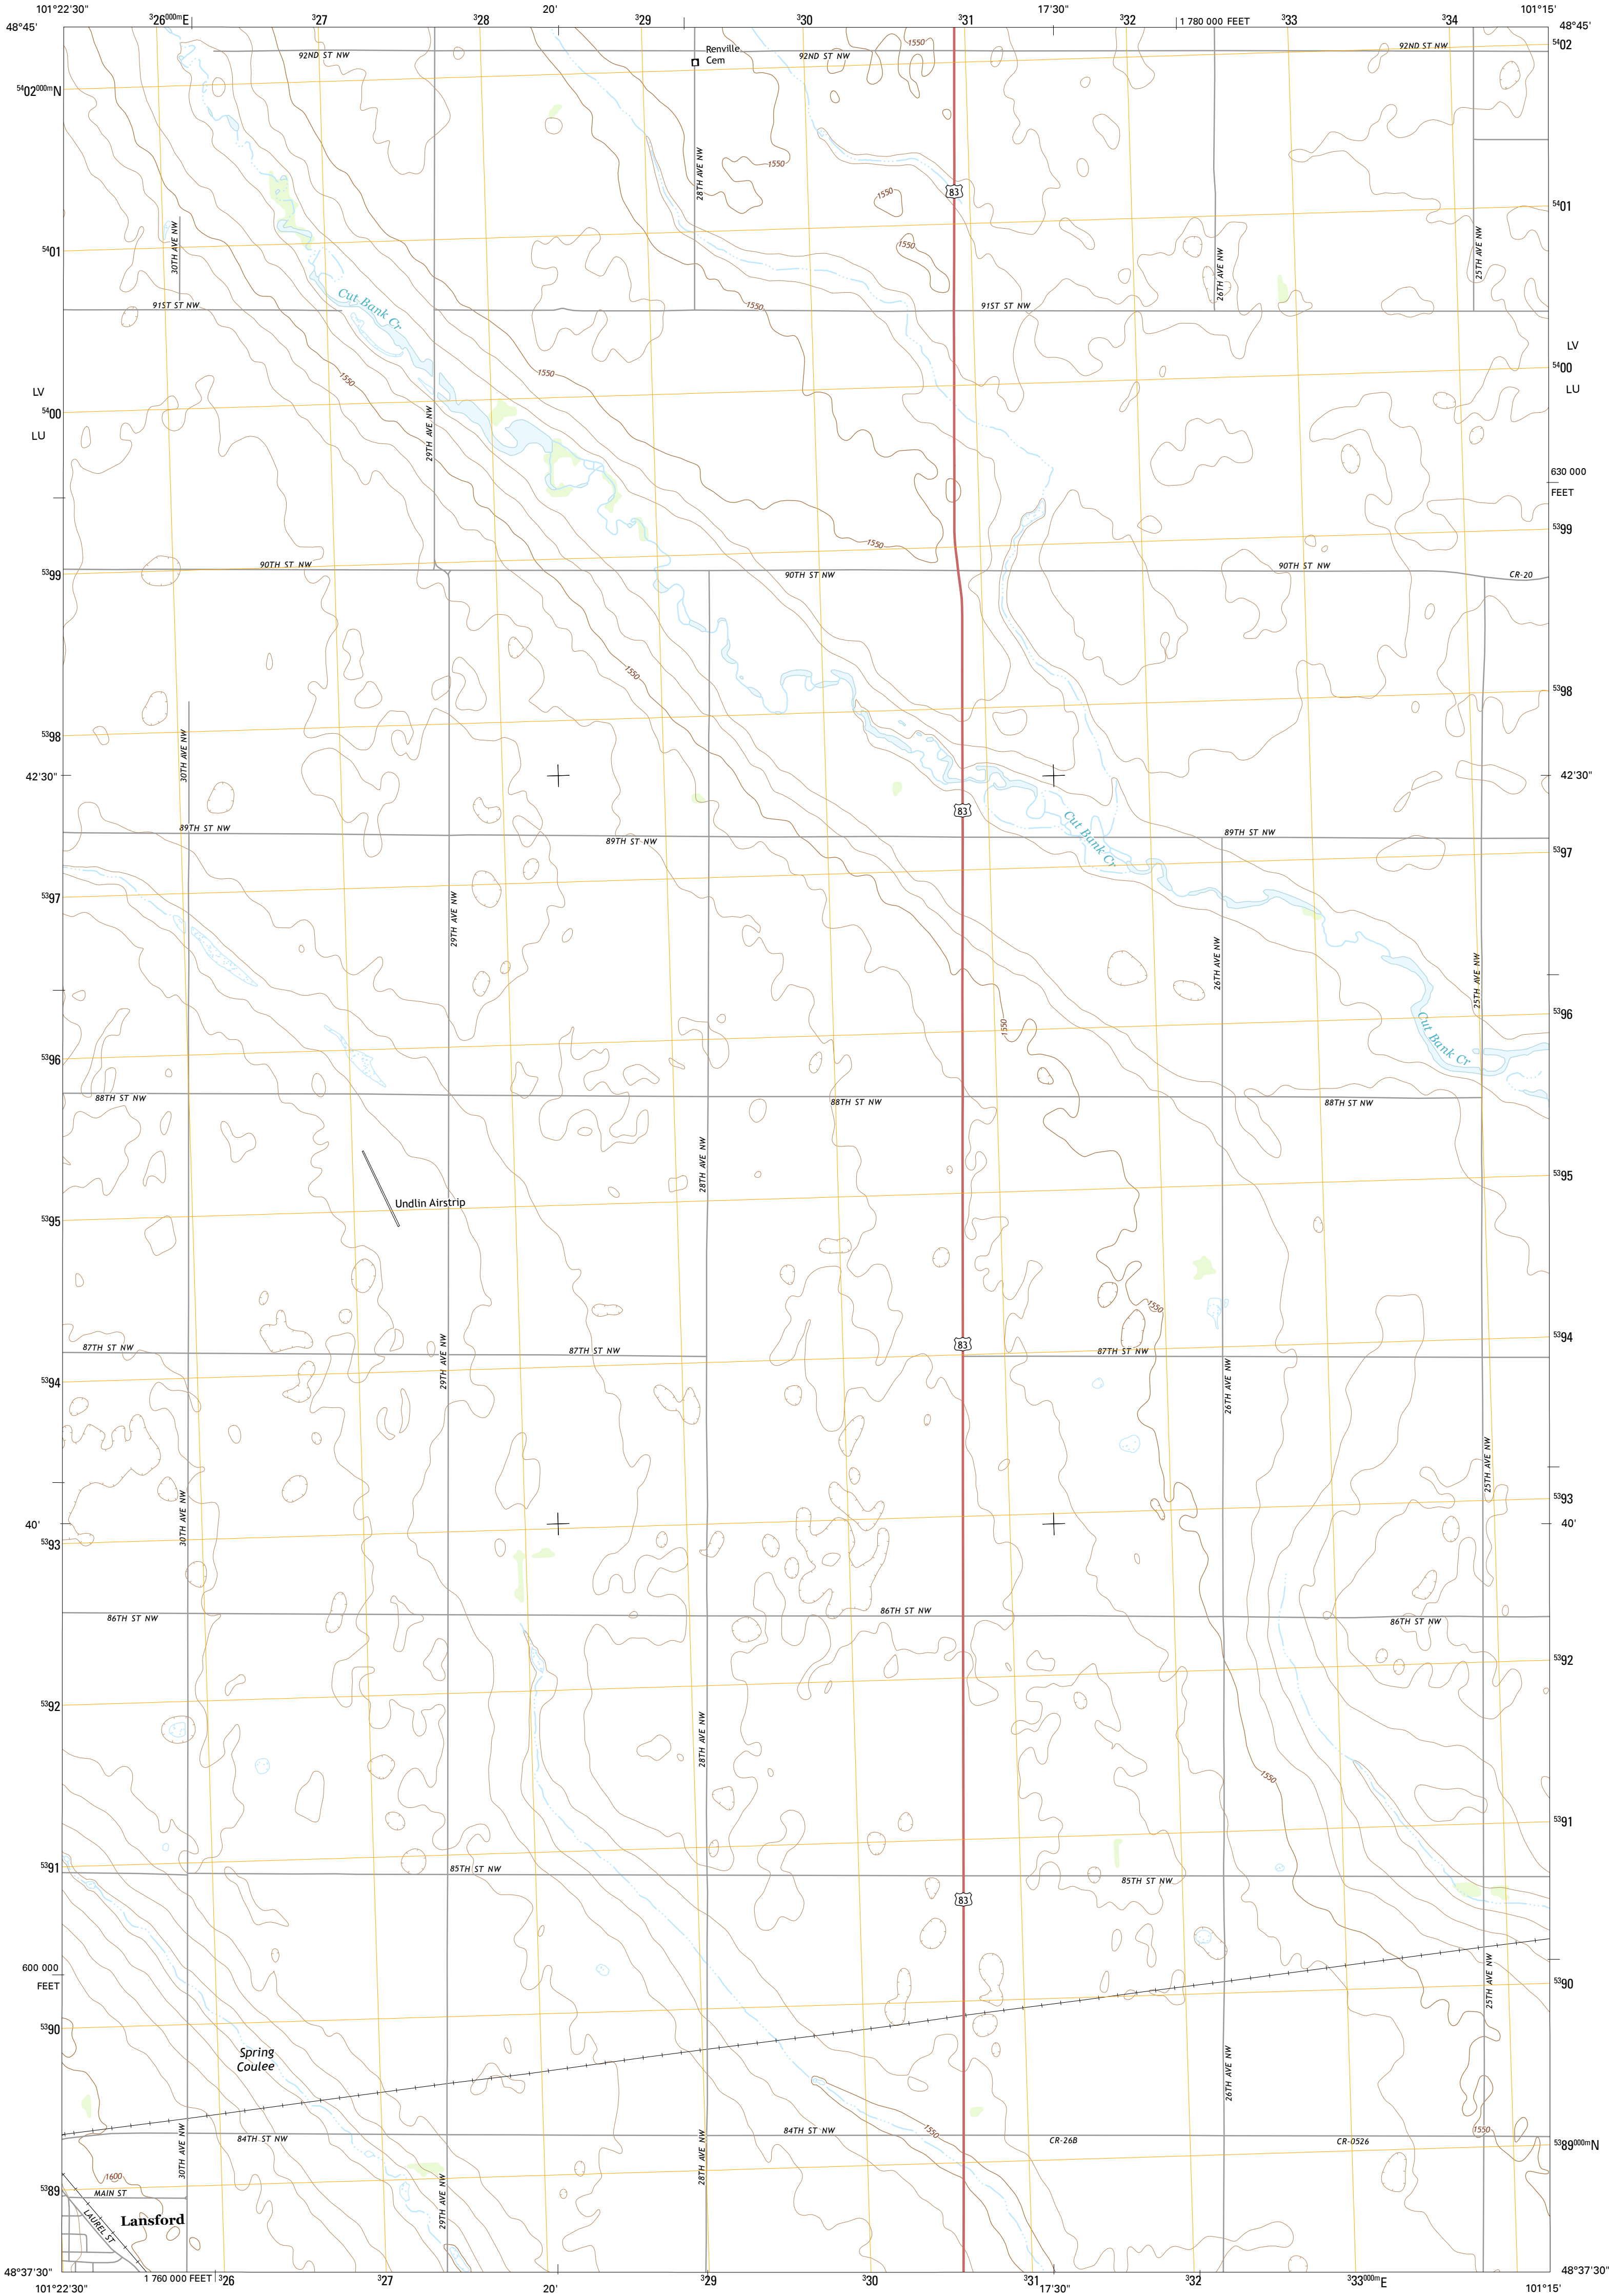 101°22'30"
³26⁰⁰⁰ᵐE
³27
³28
20'
³29
³30
³31
17'30"
³32
1 780 000 FEET
³33
³34
101°15'
48°45'
48°45'
92ND ST NW
Renville
Cem
92ND ST NW
1550
92ND ST NW
⁵⁴02
⁵⁴02⁰⁰⁰ᵐN
1550
28TH AVE NW
83
1550
⁵⁴01
30TH AVE NW
1550
26TH AVE NW
25TH AVE NW
⁵⁴01
Cut Bank Cr
91ST ST NW
1550
91ST ST NW
LV
LU
⁵⁴00
1550
1550
LV
LU
⁵⁴00
29TH AVE NW
630 000
FEET
⁵³99
1550
90TH ST NW
90TH ST NW
90TH ST NW
CR-20
⁵³99
1550
⁵³98
30TH AVE NW
⁵³98
42'30"
42'30"
83
Cut Bank Cr
89TH ST NW
89TH ST NW
89TH ST NW
⁵³97
⁵³97
29TH AVE NW
26TH AVE NW
25TH AVE NW
1550
Cut Bank Cr
⁵³96
⁵³96
88TH ST NW
88TH ST NW
88TH ST NW
28TH AVE NW
⁵³95
Undlin Airstrip
⁵³95
1550
83
⁵³94
87TH ST NW
87TH ST NW
87TH ST NW
29TH AVE NW
26TH AVE NW
⁵³94
25TH AVE NW
30TH AVE NW
⁵³93
40'
40'
⁵³93
86TH ST NW
86TH ST NW
86TH ST NW
⁵³92
⁵³92
28TH AVE NW
1550
⁵³91
⁵³91
85TH ST NW
85TH ST NW
83
600 000
FEET
25TH AVE NW
⁵³90
⁵³90
Spring
Coulee
26TH AVE NW
84TH ST NW
84TH ST NW
1550
CR-26B
CR-0526
1550
⁵³89⁰⁰⁰ᵐN
30TH AVE NW
28TH AVE NW
1600
⁵³89
MAIN ST
29TH AVE NW
LAUREL ST
Lansford
48°37'30"
48°37'30"
101°22'30"
1 760 000 FEET
³26
³27
20'
³29
³30
³31
17'30"
³32
³33⁰⁰⁰ᵐE
101°15'